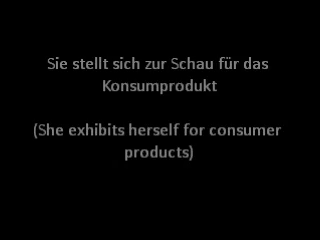 Sie stellt sich zur Schau für das
Konsumprodukt
(She exhibits herself for consumer
products)